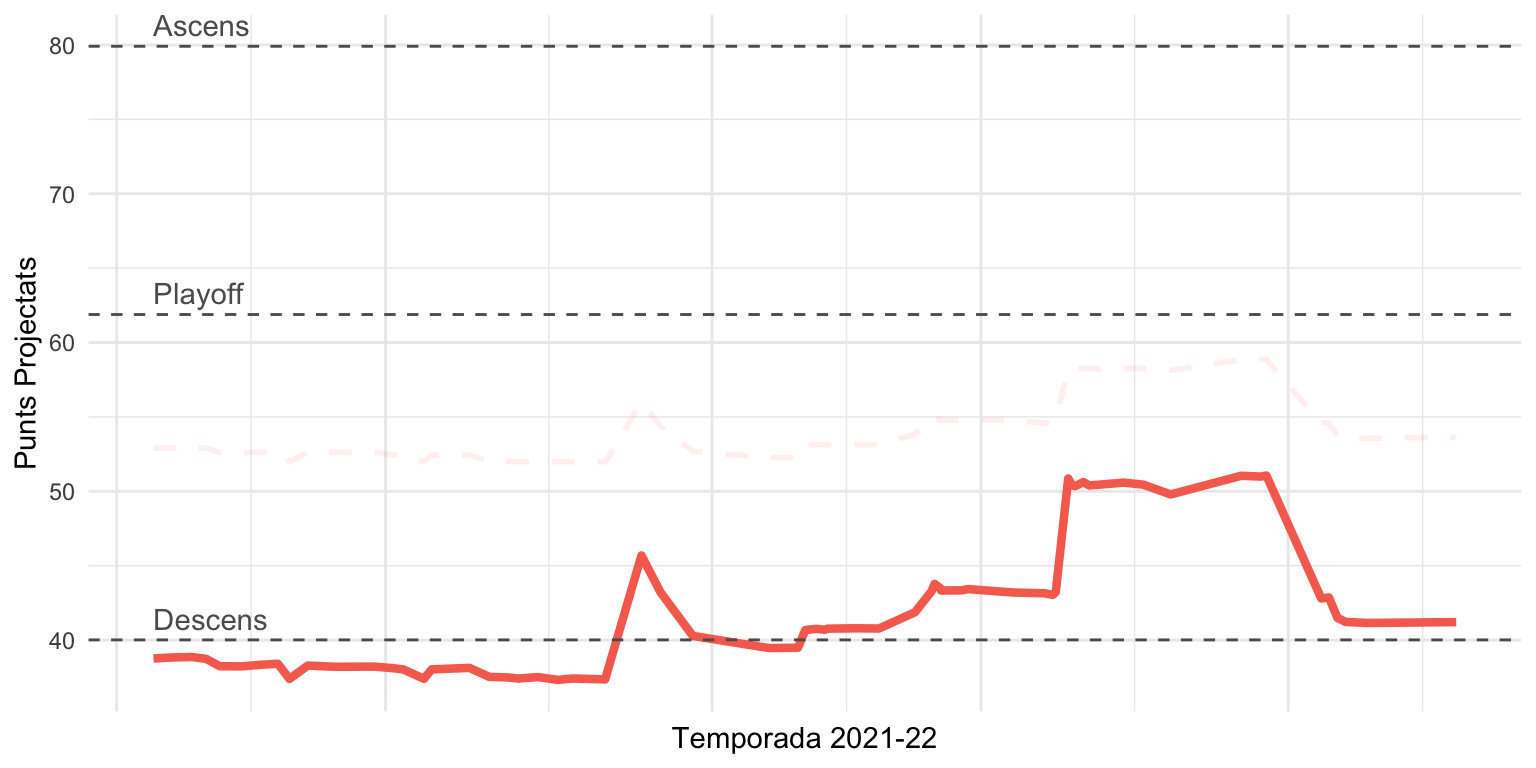 Ascens
80
70
Playoff
60
50
Descens
40
Punts Projectats
Temporada 2021-22